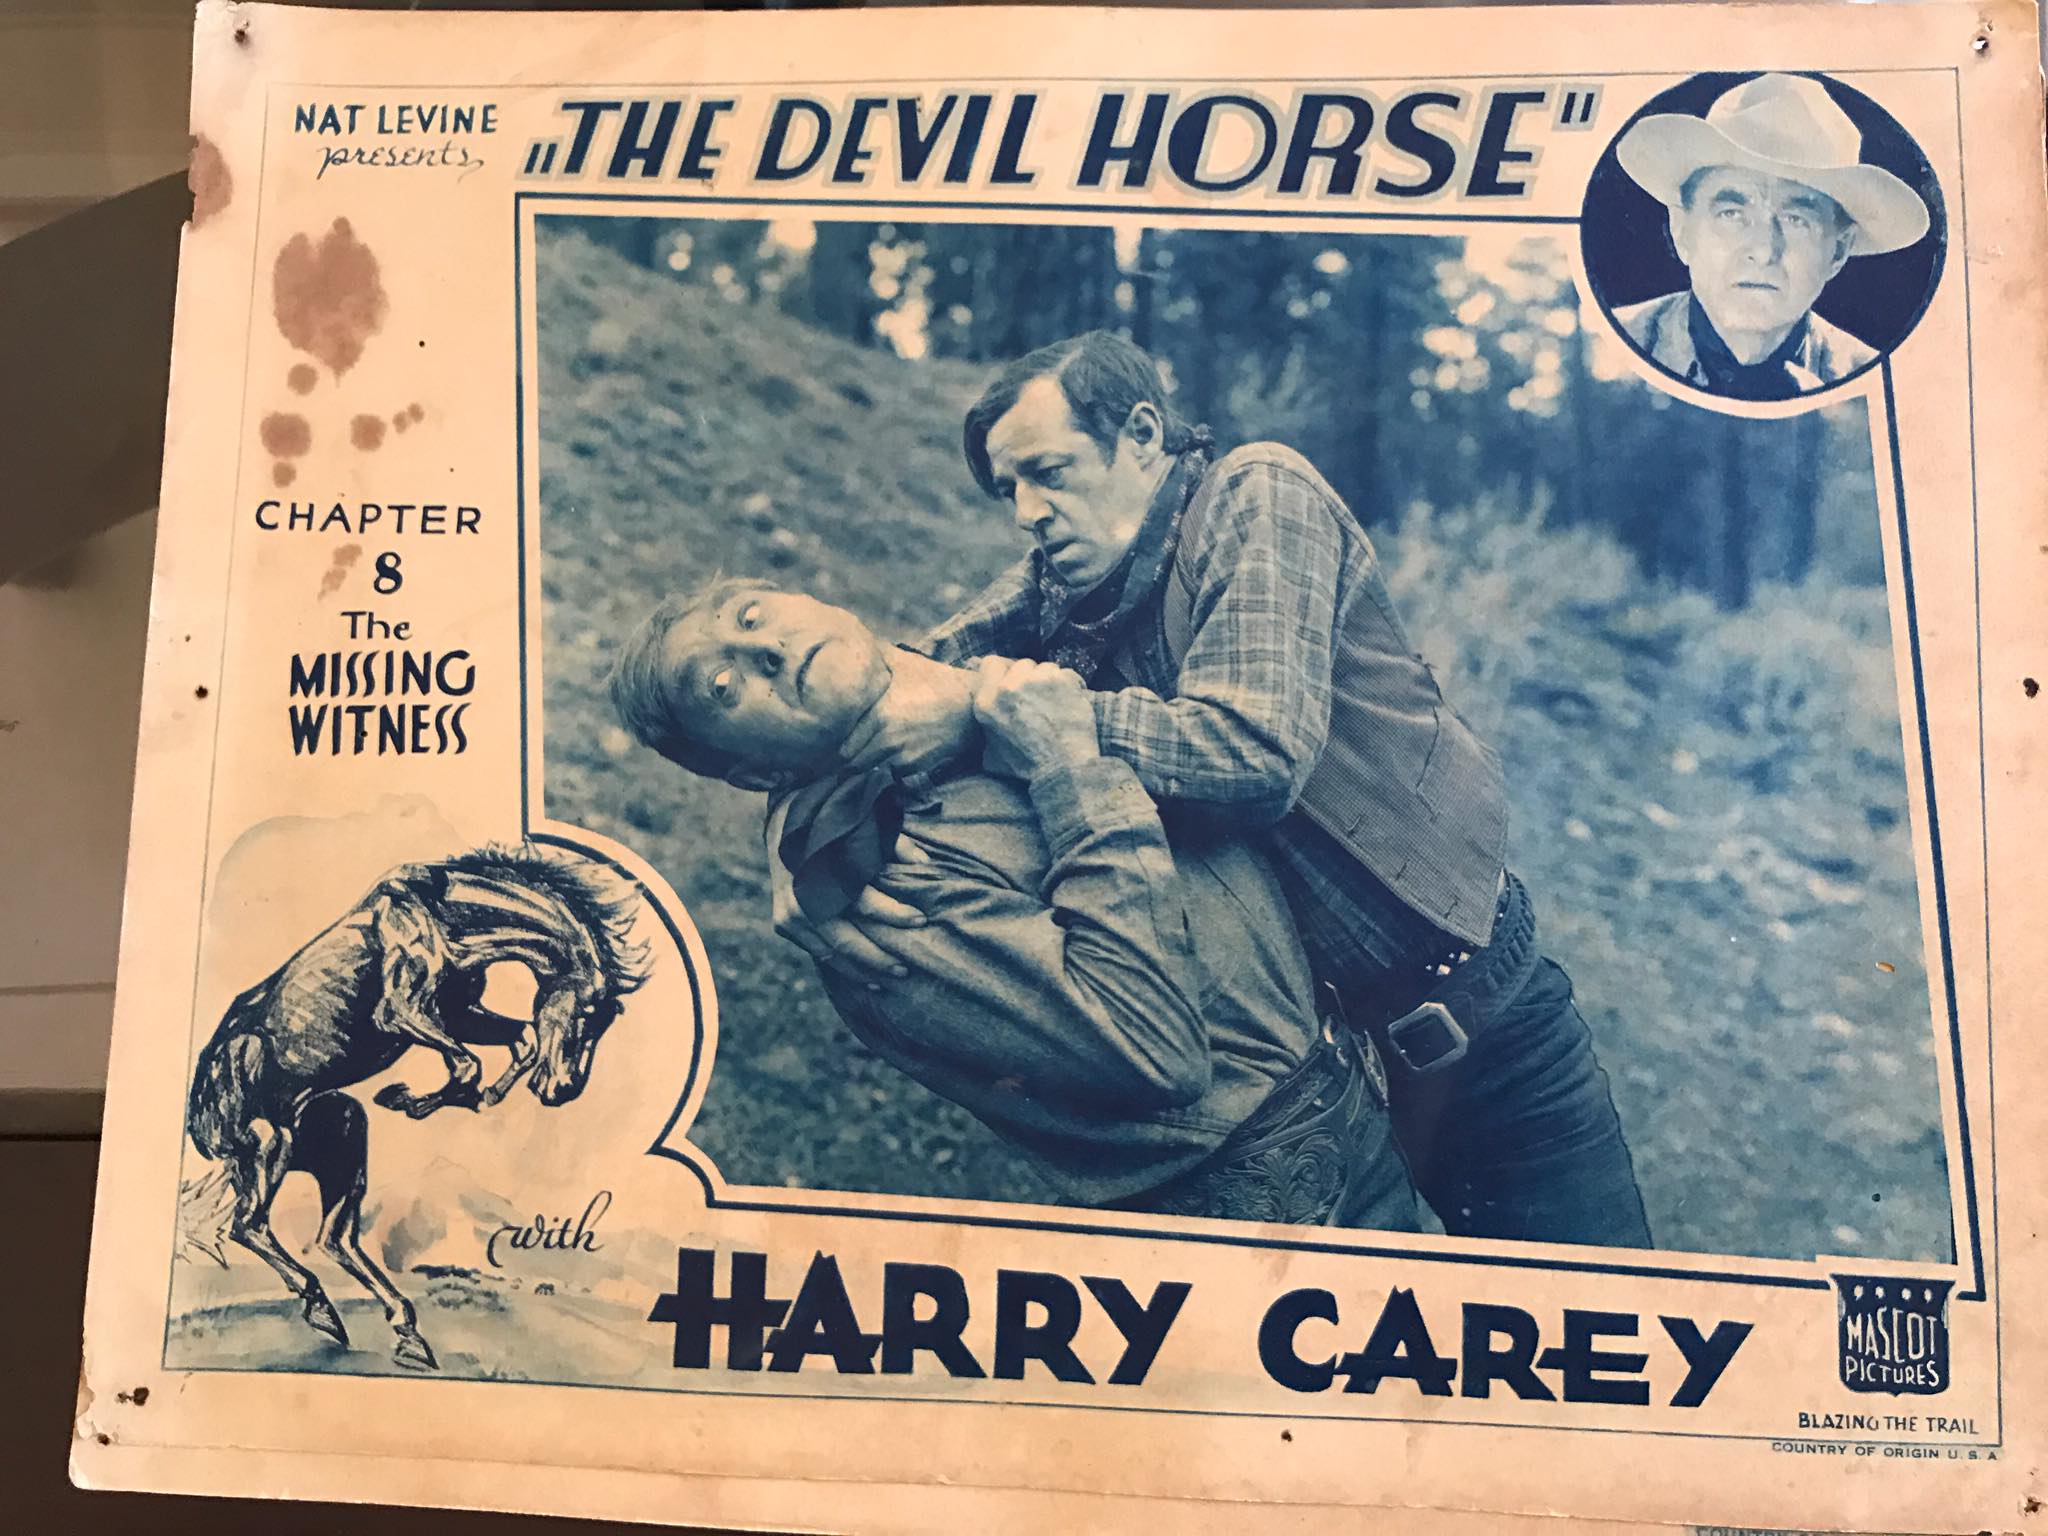 NAT LEVINE
presents
"THE DEVIL HORSE"
CHAPTER
8
The
MISSING
WITNESS
with
HARRY CAREY
MASCOT
PICTURES
BLAZING THE TRAIL
COUNTRY OF ORIGIN U.S.A